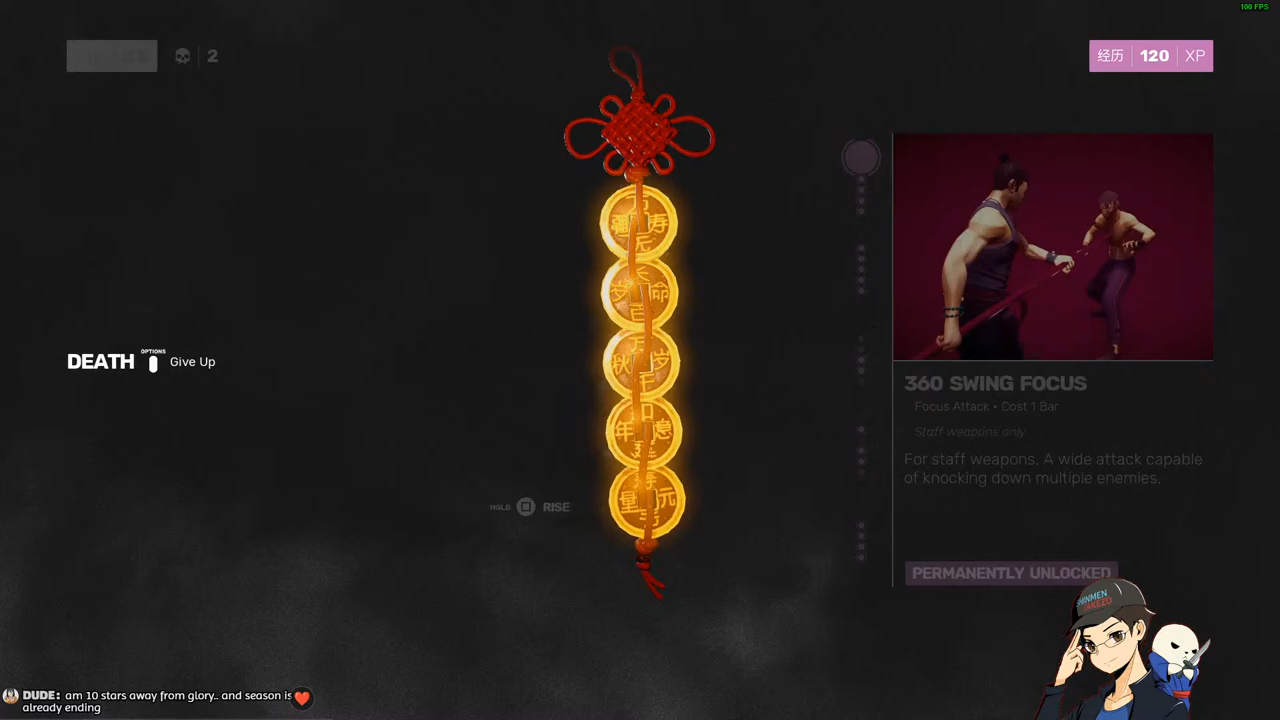 100 FPS
2
经历 120 XP
DEATH OPTIONS Give Up
HOLD RISE
360 SWING FOCUS
Focus Attack • Cost 1 Bar
Staff weapons only
For staff weapons. A wide attack capable
of knocking down multiple enemies.
PERMANENTLY UNLOCKED
SHINMEN
TAKEZO
DUDE: am 10 stars away from glory.. and season is
already ending